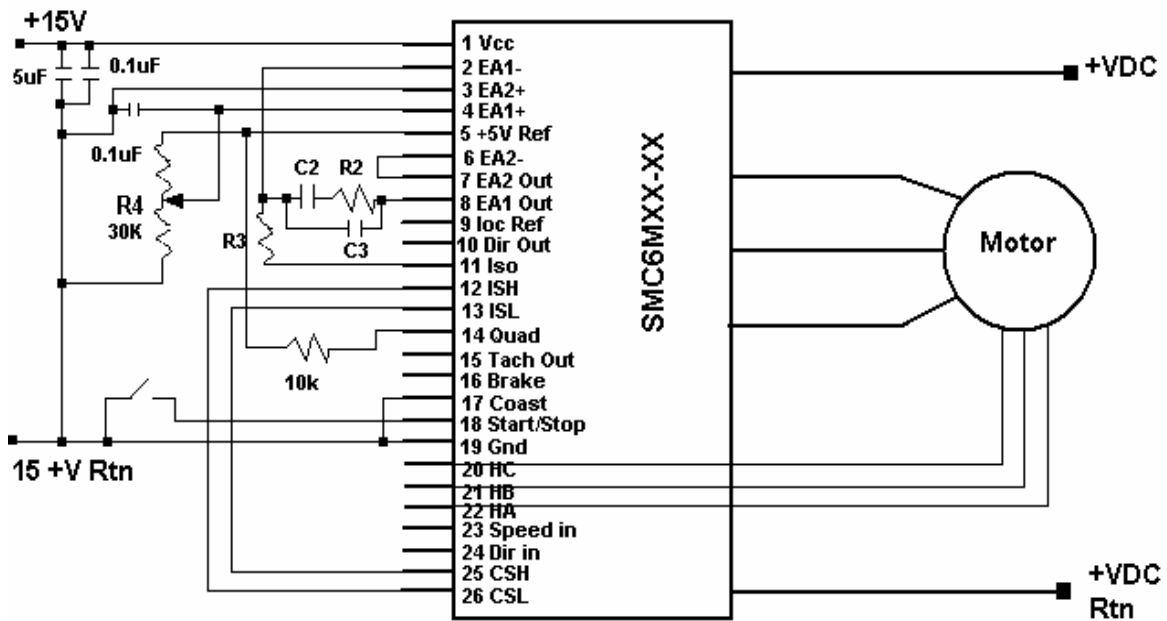 +15V
5uF
0.1uF
0.1uF
R4
30K
R3
C2
R2
C3
10k
15 +V Rtn
1 Vcc
2 EA1-
3 EA2+
4 EA1+
5 +5V Ref
6 EA2-
7 EA2 Out
8 EA1 Out
9 Ioc Ref
10 Dir Out
11 Iso
12 ISH
13 ISL
14 Quad
15 Tach Out
16 Brake
17 Coast
18 Start/Stop
19 Gnd
20 HC
21 HB
22 HA
23 Speed in
24 Dir in
25 CSH
26 CSL
SMC6MXX-XX
+VDC
Motor
+VDC
Rtn